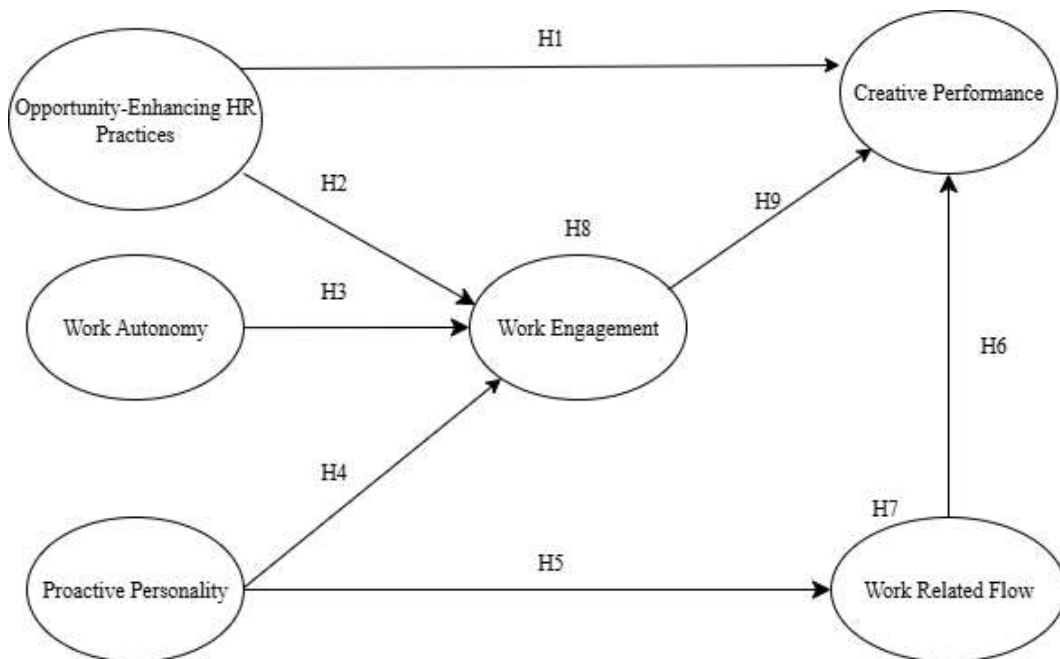 H1
Opportunity-Enhancing HR
Practices
Creative Performance
H2
H9
H8
H3
Work Autonomy
Work Engagement
H6
H4
H7
H5
Proactive Personality
Work Related Flow